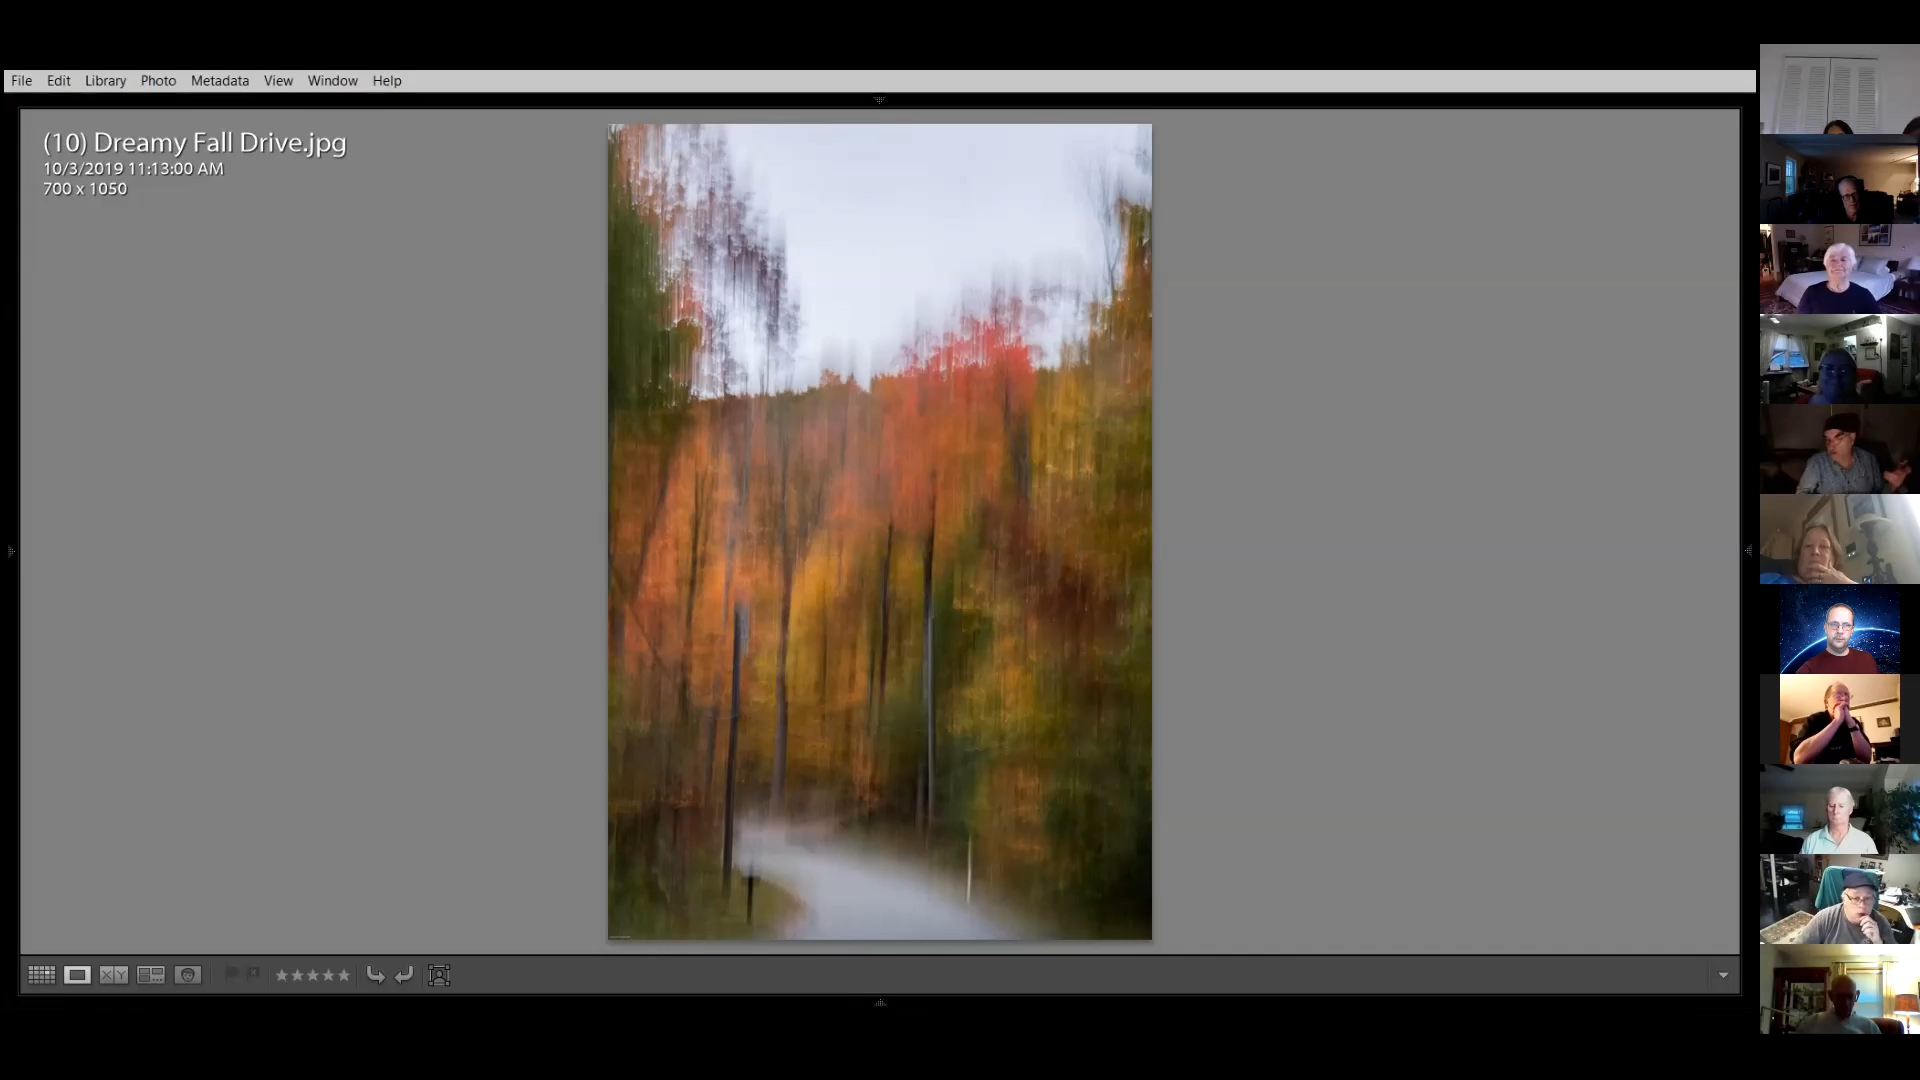 File Edit Library Photo Metadata View Window Help
(10) Dreamy Fall Drive.jpg
10/3/2019 11:13:00 AM
700 x 1050
XY